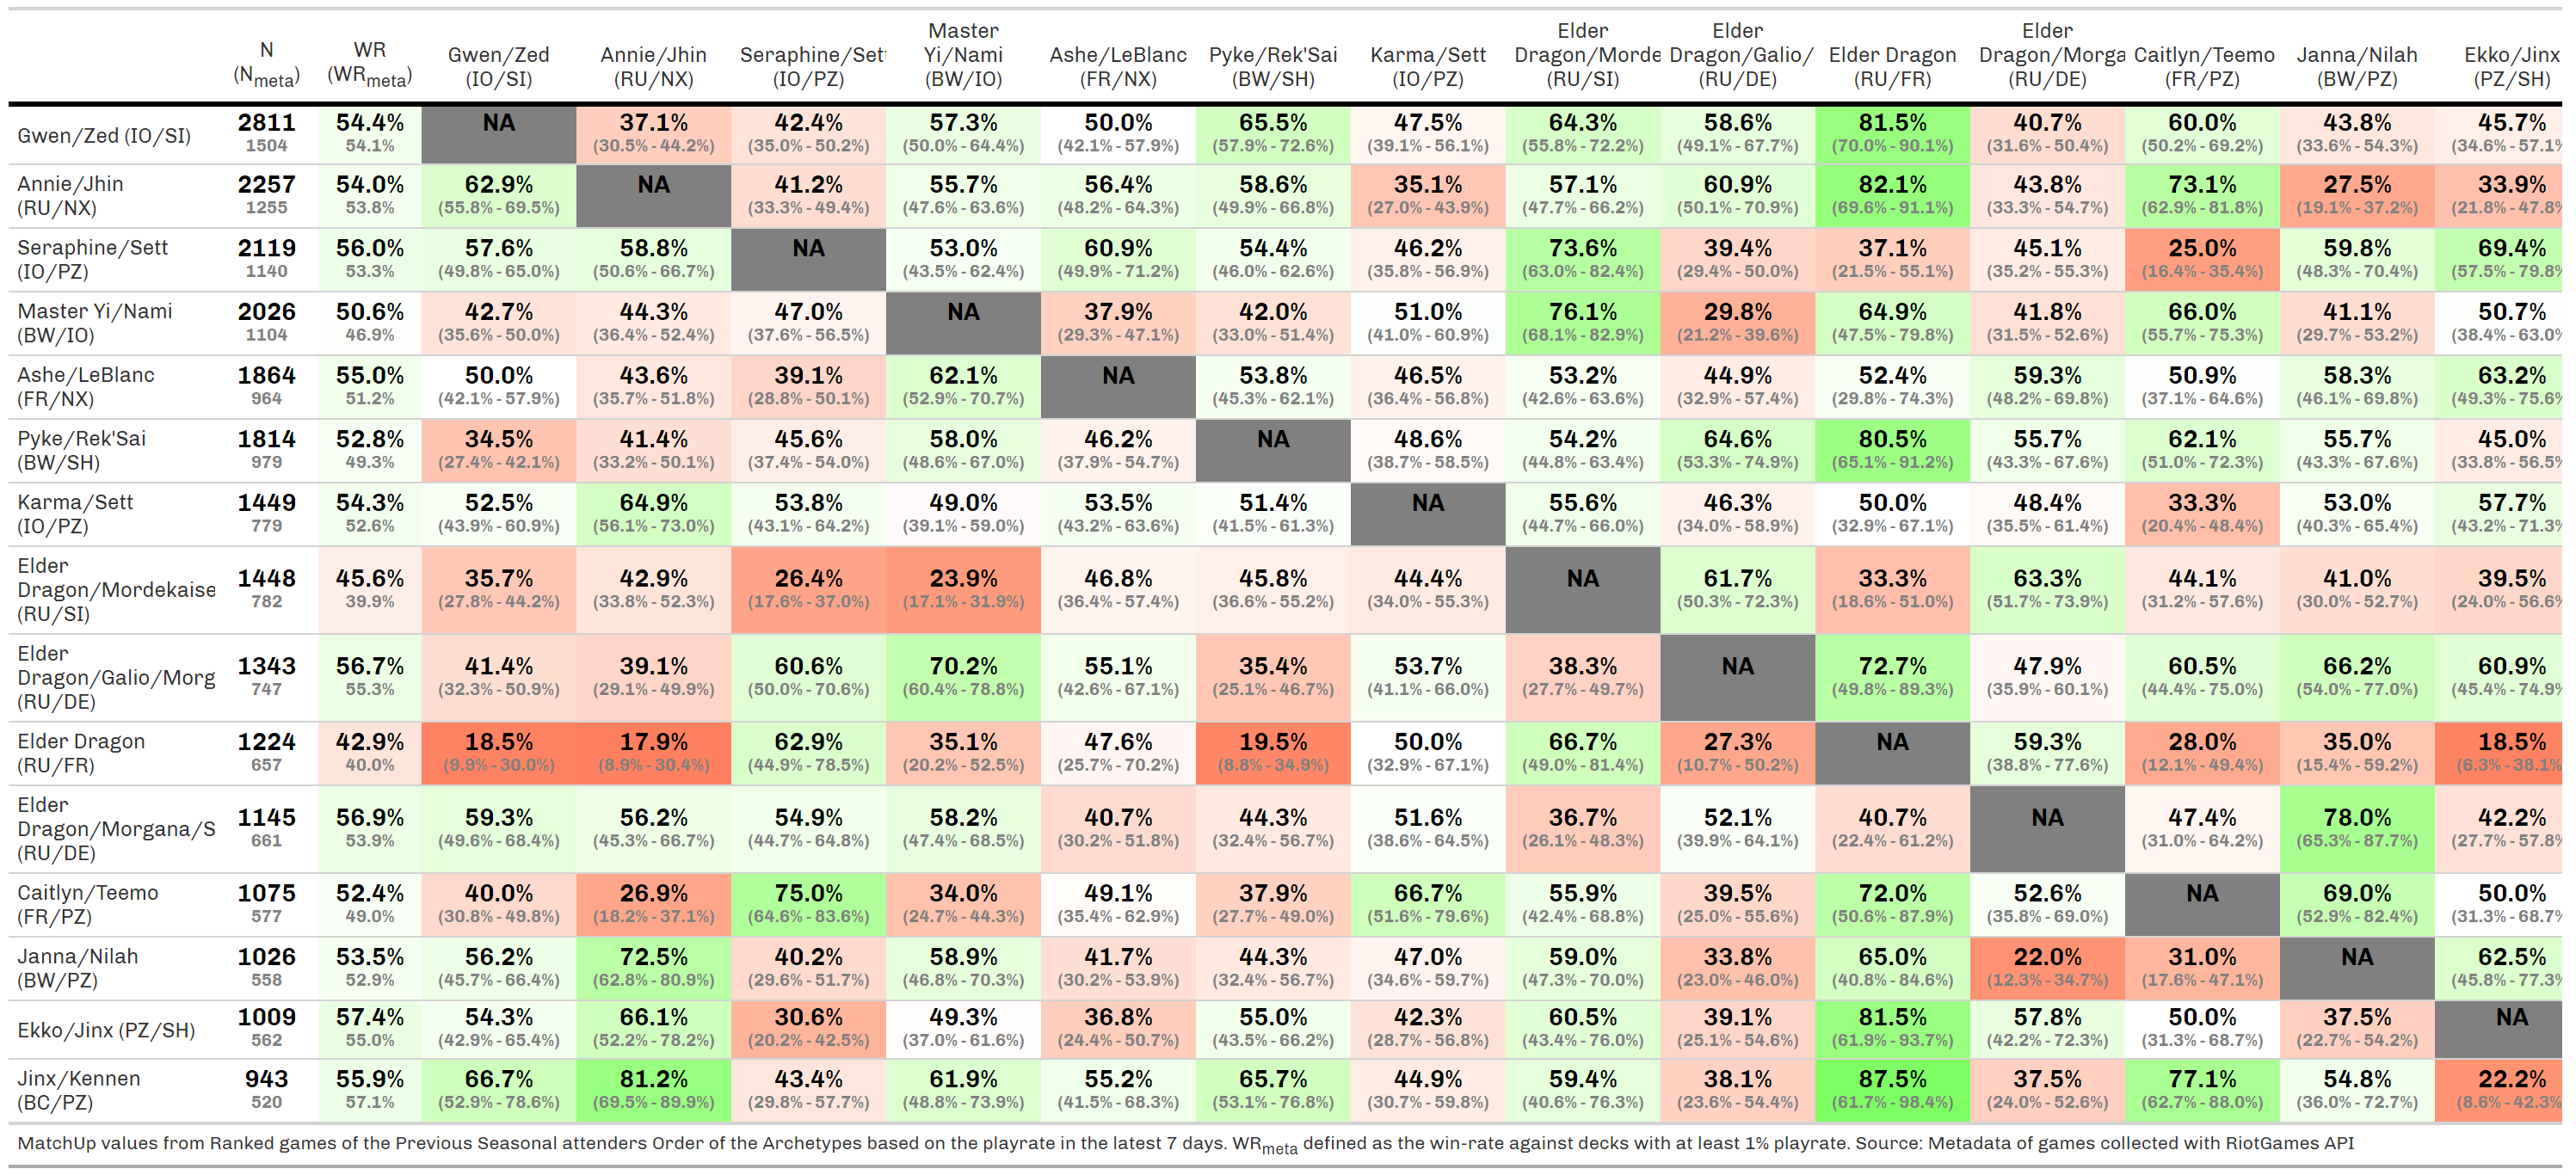 N (N_meta) WR (WR_meta) Gwen/Zed (IO/SI) Annie/Jhin (RU/NX) Seraphine/Sett (IO/PZ) Master Yi/Nami (BW/IO) Ashe/LeBlanc (FR/NX) Pyke/Rek'Sai (BW/SH) Karma/Sett (IO/PZ) Elder Dragon/Morde (RU/SI) Elder Dragon/Galio/ (RU/DE) Elder Dragon (RU/FR) Elder Dragon/Morga (RU/DE) Caitlyn/Teemo (FR/PZ) Janna/Nilah (BW/PZ) Ekko/Jinx (PZ/SH)
Gwen/Zed (IO/SI) 2811 54.4% NA 37.1% 42.4% 57.3% 50.0% 65.5% 47.5% 64.3% 58.6% 81.5% 40.7% 60.0% 43.8% 45.7%
1504 54.1% (30.5% - 44.2%) (35.0% - 50.2%) (50.0% - 64.4%) (42.1% - 57.9%) (57.9% - 72.6%) (39.1% - 56.1%) (55.8% - 72.2%) (49.1% - 67.7%) (70.0% - 90.1%) (31.6% - 50.4%) (50.2% - 69.2%) (33.6% - 54.3%) (34.6% - 57.1%
Annie/Jhin (RU/NX) 2257 54.0% 62.9% NA 41.2% 55.7% 56.4% 58.6% 35.1% 57.1% 60.9% 82.1% 43.8% 73.1% 27.5% 33.9%
1255 53.8% (55.8% - 69.5%) (33.3% - 49.4%) (47.6% - 63.6%) (48.2% - 64.3%) (49.9% - 66.8%) (27.0% - 43.9%) (47.7% - 66.2%) (50.1% - 70.9%) (69.6% - 91.1%) (33.3% - 54.7%) (62.9% - 81.8%) (19.1% - 37.2%) (21.8% - 47.8%
Seraphine/Sett (IO/PZ) 2119 56.0% 57.6% 58.8% NA 53.0% 60.9% 54.4% 46.2% 73.6% 39.4% 37.1% 45.1% 25.0% 59.8% 69.4%
1140 53.3% (49.8% - 65.0%) (50.6% - 66.7%) (43.5% - 62.4%) (49.9% - 71.2%) (46.0% - 62.6%) (35.8% - 56.9%) (63.0% - 82.4%) (29.4% - 50.0%) (21.5% - 55.1%) (35.2% - 55.3%) (16.4% - 35.4%) (48.3% - 70.4%) (57.5% - 79.8%
Master Yi/Nami (BW/IO) 2026 50.6% 42.7% 44.3% 47.0% NA 37.9% 42.0% 51.0% 76.1% 29.8% 64.9% 41.8% 66.0% 41.1% 50.7%
1104 46.9% (35.6% - 50.0%) (36.4% - 52.4%) (37.6% - 56.5%) (29.3% - 47.1%) (33.0% - 51.4%) (41.0% - 60.9%) (68.1% - 82.9%) (21.2% - 39.6%) (47.5% - 79.8%) (31.5% - 52.6%) (55.7% - 75.3%) (29.7% - 53.2%) (38.4% - 63.0%
Ashe/LeBlanc (FR/NX) 1864 55.0% 50.0% 43.6% 39.1% 62.1% NA 53.8% 46.5% 53.2% 44.9% 52.4% 59.3% 50.9% 58.3% 63.2%
964 51.2% (42.1% - 57.9%) (35.7% - 51.8%) (28.8% - 50.1%) (52.9% - 70.7%) (45.3% - 62.1%) (36.4% - 56.8%) (42.6% - 63.6%) (32.9% - 57.4%) (29.8% - 74.3%) (48.2% - 69.8%) (37.1% - 64.6%) (46.1% - 69.8%) (49.3% - 75.6%
Pyke/Rek'Sai (BW/SH) 1814 52.8% 34.5% 41.4% 45.6% 58.0% 46.2% NA 48.6% 54.2% 64.6% 80.5% 55.7% 62.1% 55.7% 45.0%
979 49.3% (27.4% - 42.1%) (33.2% - 50.1%) (37.4% - 54.0%) (48.6% - 67.0%) (37.9% - 54.7%) (38.7% - 58.5%) (44.8% - 63.4%) (53.3% - 74.9%) (65.1% - 91.2%) (43.3% - 67.6%) (51.0% - 72.3%) (43.3% - 67.6%) (33.8% - 56.5%
Karma/Sett (IO/PZ) 1449 54.3% 52.5% 64.9% 53.8% 49.0% 53.5% 51.4% NA 55.6% 46.3% 50.0% 48.4% 33.3% 53.0% 57.7%
779 52.6% (43.9% - 60.9%) (56.1% - 73.0%) (43.1% - 64.2%) (39.1% - 59.0%) (43.2% - 63.6%) (41.5% - 61.3%) (44.7% - 66.0%) (34.0% - 58.9%) (32.9% - 67.1%) (35.5% - 61.4%) (20.4% - 48.4%) (40.3% - 65.4%) (43.2% - 71.3%
Elder Dragon/Mordekaise (RU/SI) 1448 45.6% 35.7% 42.9% 26.4% 23.9% 46.8% 45.8% 44.4% NA 61.7% 33.3% 63.3% 44.1% 41.0% 39.5%
782 39.9% (27.8% - 44.2%) (33.8% - 52.3%) (17.6% - 37.0%) (17.1% - 31.9%) (36.4% - 57.4%) (36.6% - 55.2%) (34.0% - 55.3%) (50.3% - 72.3%) (18.6% - 51.0%) (51.7% - 73.9%) (31.2% - 57.6%) (30.0% - 52.7%) (24.0% - 56.6%
Elder Dragon/Galio/Morg (RU/DE) 1343 56.7% 41.4% 39.1% 60.6% 70.2% 55.1% 35.4% 53.7% 38.3% NA 72.7% 47.9% 60.5% 66.2% 60.9%
747 55.3% (32.3% - 50.9%) (29.1% - 49.9%) (50.0% - 70.6%) (60.4% - 78.8%) (42.6% - 67.1%) (25.1% - 46.7%) (41.1% - 66.0%) (27.7% - 49.7%) (49.8% - 89.3%) (35.9% - 60.1%) (44.4% - 75.0%) (54.0% - 77.0%) (45.4% - 74.9%
Elder Dragon (RU/FR) 1224 42.9% 18.5% 17.9% 62.9% 35.1% 47.6% 19.5% 50.0% 66.7% 27.3% NA 59.3% 28.0% 35.0% 18.5%
657 40.0% (9.9% - 30.0%) (8.9% - 30.4%) (44.9% - 78.5%) (20.2% - 52.5%) (25.7% - 70.2%) (8.8% - 34.9%) (32.9% - 67.1%) (49.0% - 81.4%) (10.7% - 50.2%) (38.8% - 77.6%) (12.1% - 49.4%) (15.4% - 59.2%) (6.3% - 38.1%
Elder Dragon/Morgana/S (RU/DE) 1145 56.9% 59.3% 56.2% 54.9% 58.2% 40.7% 44.3% 51.6% 36.7% 52.1% 40.7% NA 47.4% 78.0% 42.2%
661 53.9% (49.6% - 68.4%) (45.3% - 66.7%) (44.7% - 64.8%) (47.4% - 68.5%) (30.2% - 51.8%) (32.4% - 56.7%) (38.6% - 64.5%) (26.1% - 48.3%) (39.9% - 64.1%) (22.4% - 61.2%) (31.0% - 64.2%) (65.3% - 87.7%) (27.7% - 57.8%
Caitlyn/Teemo (FR/PZ) 1075 52.4% 40.0% 26.9% 75.0% 34.0% 49.1% 37.9% 66.7% 55.9% 39.5% 72.0% 52.6% NA 69.0% 50.0%
577 49.0% (30.8% - 49.8%) (18.2% - 37.1%) (64.6% - 83.6%) (24.7% - 44.3%) (35.4% - 62.9%) (27.7% - 49.0%) (51.6% - 79.6%) (42.4% - 68.8%) (25.0% - 55.6%) (50.6% - 87.9%) (35.8% - 69.0%) (52.9% - 82.4%) (31.3% - 68.7%
Janna/Nilah (BW/PZ) 1026 53.5% 56.2% 72.5% 40.2% 58.9% 41.7% 44.3% 47.0% 59.0% 33.8% 65.0% 22.0% 31.0% NA 62.5%
558 52.9% (45.7% - 66.4%) (62.8% - 80.9%) (29.6% - 51.7%) (46.8% - 70.3%) (30.2% - 53.9%) (32.4% - 56.7%) (34.6% - 59.7%) (47.3% - 70.0%) (23.0% - 46.0%) (40.8% - 84.6%) (12.3% - 34.7%) (17.6% - 47.1%) (45.8% - 77.3%
Ekko/Jinx (PZ/SH) 1009 57.4% 54.3% 66.1% 30.6% 49.3% 36.8% 55.0% 42.3% 60.5% 39.1% 81.5% 57.8% 50.0% 37.5% NA
562 55.0% (42.9% - 65.4%) (52.2% - 78.2%) (20.2% - 42.5%) (37.0% - 61.6%) (24.4% - 50.7%) (43.5% - 66.2%) (28.7% - 56.8%) (43.4% - 76.0%) (25.1% - 54.6%) (61.9% - 93.7%) (42.2% - 72.3%) (31.3% - 68.7%) (22.7% - 54.2%)
Jinx/Kennen (BC/PZ) 943 55.9% 66.7% 81.2% 43.4% 61.9% 55.2% 65.7% 44.9% 59.4% 38.1% 87.5% 37.5% 77.1% 54.8% 22.2%
520 57.1% (52.9% - 78.6%) (69.5% - 89.9%) (29.8% - 57.7%) (48.8% - 73.9%) (41.5% - 68.3%) (53.1% - 76.8%) (30.7% - 59.8%) (40.6% - 76.3%) (23.6% - 54.4%) (61.7% - 98.4%) (24.0% - 52.6%) (62.7% - 88.0%) (36.0% - 72.7%) (8.6% - 42.3%
MatchUp values from Ranked games of the Previous Seasonal attenders Order of the Archetypes based on the playrate in the latest 7 days. WR_meta defined as the win-rate against decks with at least 1% playrate. Source: Metadata of games collected with RiotGames API